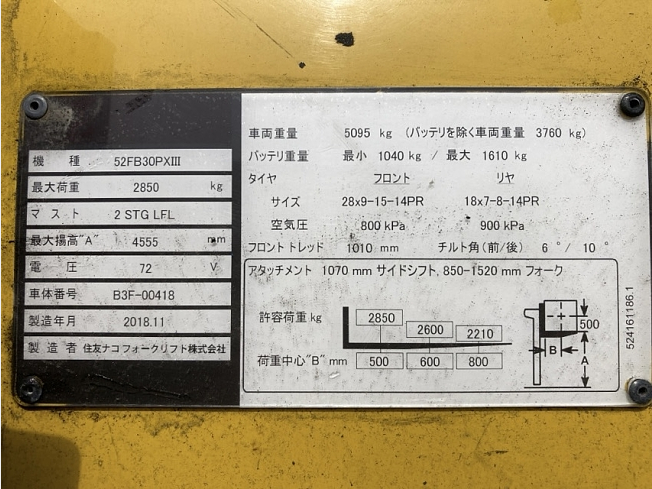 機 種 52FB30PXⅢ
最大荷重 2850 kg
マスト 2 STG LFL
最大揚高"A" 4555 mm
電 圧 72 V
車体番号 B3F-00418
製造年月 2018.11
製造者 住友ナコ フォークリフト株式会社
車両重量 5095 kg (バッテリを除く車両重量 3760 kg)
バッテリ重量 最小 1040 kg / 最大 1610 kg
タイヤ フロント リヤ
サイズ 28x9-15-14PR 18x7-8-14PR
空気圧 800 kPa 900 kPa
フロント トレッド 1010 mm チルト角(前/後) 6°/ 10°
アタッチメント 1070 mm サイドシフト, 850-1520 mm フォーク
許容荷重 kg 2850 2600 2210
荷重中心"B" mm 500 600 800
500
B
A
524161186.1